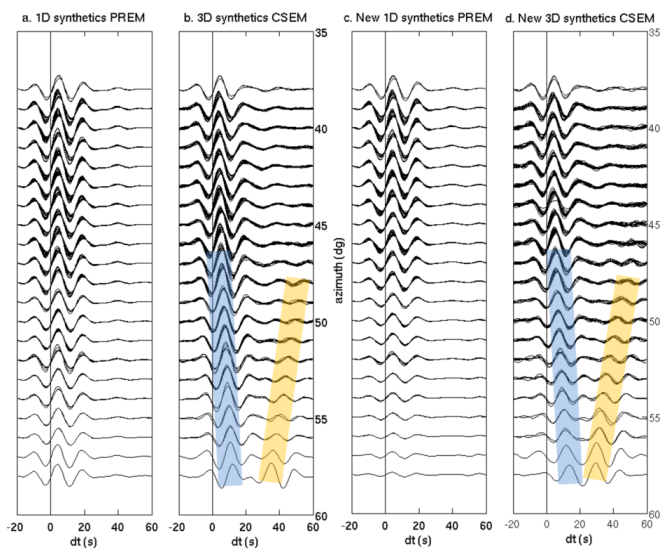 a. 1D synthetics PREM b. 3D synthetics CSEM c. New 1D synthetics PREM d. New 3D synthetics CSEM
35 35
40 40
45 45
azimuth (dg)
50 50
55 55
60 60
-20 0 20 40 60 -20 0 20 40 60 -20 0 20 40 60 -20 0 20 40 60
dt (s) dt (s) dt (s) dt (s)